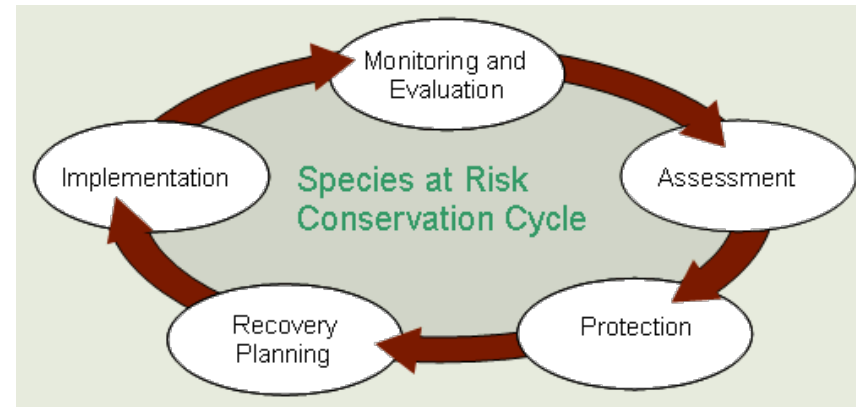 Monitoring and
Evaluation
Implementation
Species at Risk
Conservation Cycle
Assessment
Recovery
Planning
Protection